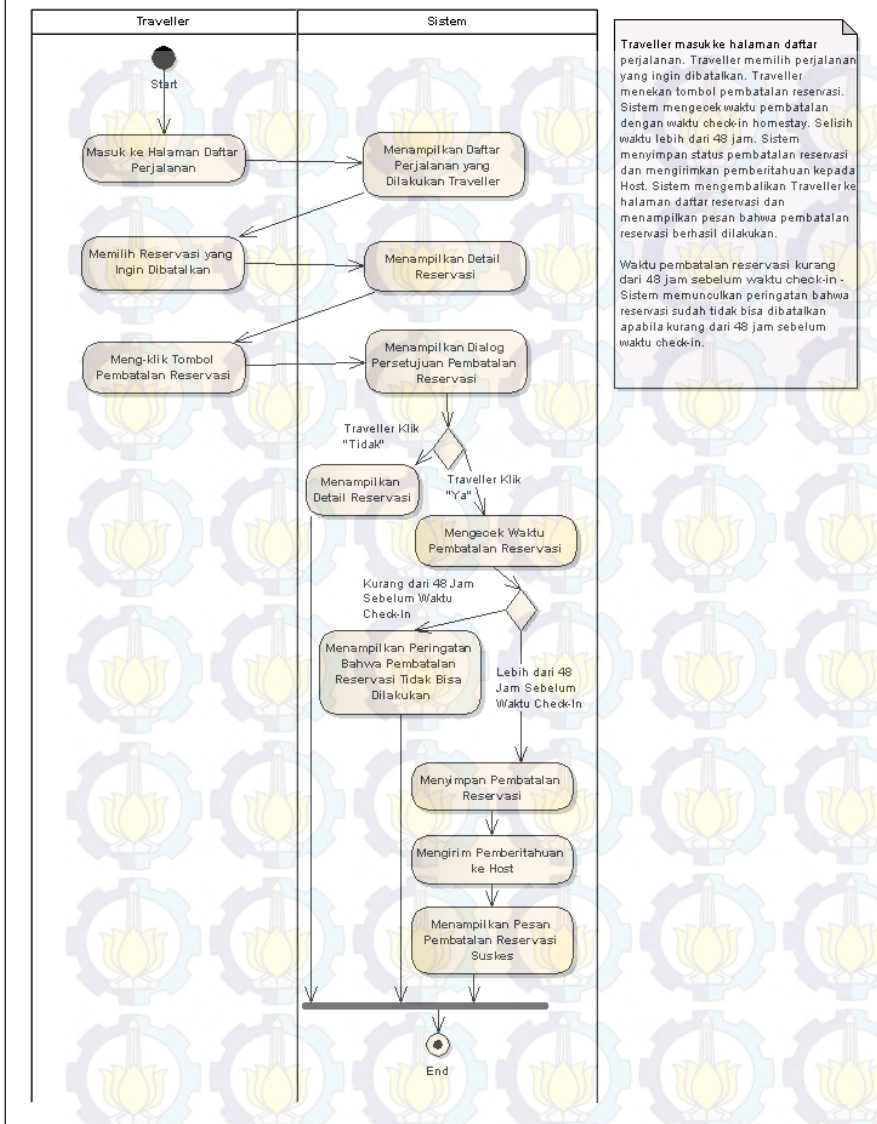 Traveller
Sistem
Start
Masuk ke Halaman Daftar
Perjalanan
Menampilkan Daftar
Perjalanan yang
Dilakukan Traveller
Memilih Reservasi yang
Ingin Dibatalkan
Menampilkan Detail
Reservasi
Meng-klik Tombol
Pembatalan Reservasi
Menampilkan Dialog
Persetujuan Pembatalan
Reservasi
Traveller Klik
"Tidak"
Menampilkan
Detail Reservasi
Traveller Klik
"Ya"
Mengecek Waktu
Pembatalan Reservasi
Kurang dari 48 Jam
Sebelum Waktu
Check-In
Menampilkan Peringatan
Bahwa Pembatalan
Reservasi Tidak Bisa
Dilakukan
Lebih dari 48
Jam Sebelum
Waktu Check-In
Menyimpan Pembatalan
Reservasi
Mengirim Pemberitahuan
ke Host
Menampilkan Pesan
Pembatalan Reservasi
Suskes
End
Traveller masuk ke halaman daftar
perjalanan. Traveller memilih perjalanan
yang ingin dibatalkan. Traveller
menekan tombol pembatalan reservasi.
Sistem mengecek waktu pembatalan
dengan waktu check-in homestay. Selisih
waktu lebih dari 48 jam. Sistem
menyimpan status pembatalan reservasi
dan mengirimkan pemberitahuan kepada
Host. Sistem mengembalikan Traveller ke
halaman daftar reservasi dan
menampilkan pesan bahwa pembatalan
reservasi berhasil dilakukan.
Waktu pembatalan reservasi kurang
dari 48 jam sebelum waktu check-in -
Sistem memunculkan peringatan bahwa
reservasi sudah tidak bisa dibatalkan
apabila kurang dari 48 jam sebelum
waktu check-in.